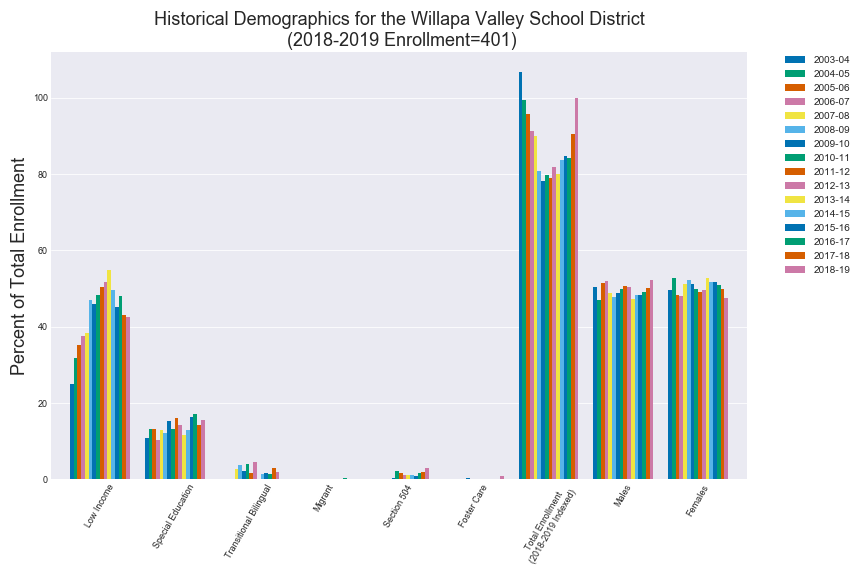 Historical Demographics for the Willapa Valley School District
(2018-2019 Enrollment=401)
Percent of Total Enrollment
100
80
60
40
20
0
Low Income
Special Education
Transitional Bilingual
Migrant
Section 504
Foster Care
Total Enrollment
(2018-2019 Indexed)
Males
Females
2003-04
2004-05
2005-06
2006-07
2007-08
2008-09
2009-10
2010-11
2011-12
2012-13
2013-14
2014-15
2015-16
2016-17
2017-18
2018-19